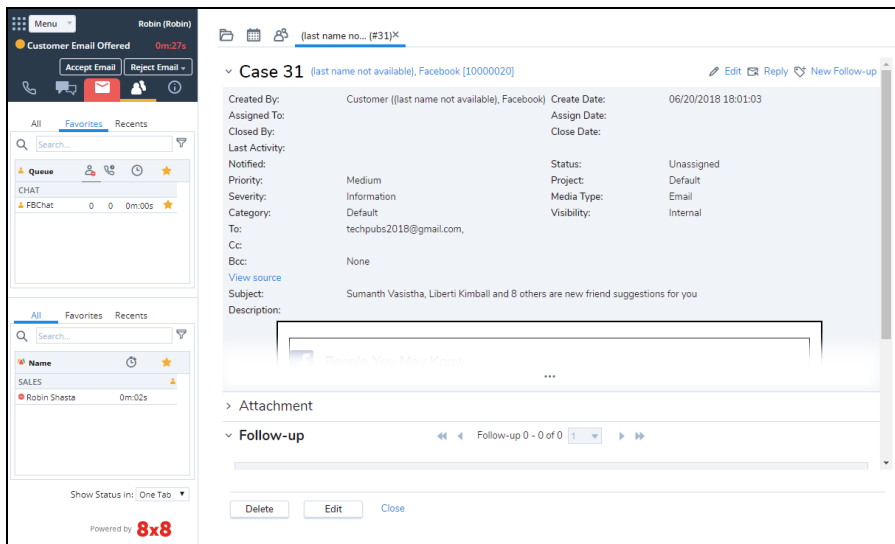 Menu
Robin (Robin)
Customer Email Offered 0m:27s
Accept Email Reject Email
All Favorites Recents
Search...
Queue
CHAT
FBChat 0 0 0m:00s
All Favorites Recents
Search...
Name
SALES
Robin Shasta 0m:02s
Show Status in: One Tab
Powered by 8x8
(last name no... (#31)×
Case 31 (last name not available), Facebook [10000020] Edit Reply New Follow-up
Created By: Customer ((last name not available), Facebook) Create Date: 06/20/2018 18:01:03
Assigned To: Assign Date:
Closed By: Close Date:
Last Activity:
Notified: Status: Unassigned
Priority: Medium Project: Default
Severity: Information Media Type: Email
Category: Default Visibility: Internal
To: techpubs2018@gmail.com,
Cc:
Bcc: None
View source
Subject: Sumanth Vasistha, Liberti Kimball and 8 others are new friend suggestions for you
Description:
People You May Know
...
Attachment
Follow-up Follow-up 0 - 0 of 0 1
Delete Edit Close